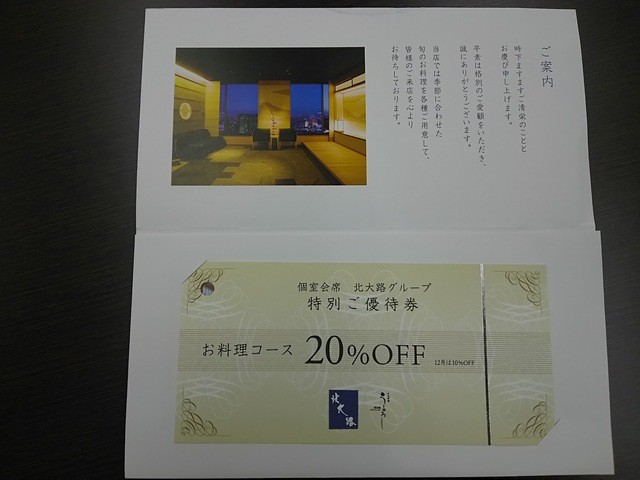 ご案内
時下ますますご清栄のことと
お慶び申し上げます。
平素は格別のご愛顧をいただき、
誠にありがとうございます。
当店では季節に合わせた
旬のお料理を各種ご用意して、
皆様のご来店を心より
お待ちしております。
個室会席 北大路グループ
特別ご優待券
お料理コース 20%OFF 12月は10%OFF
北大路